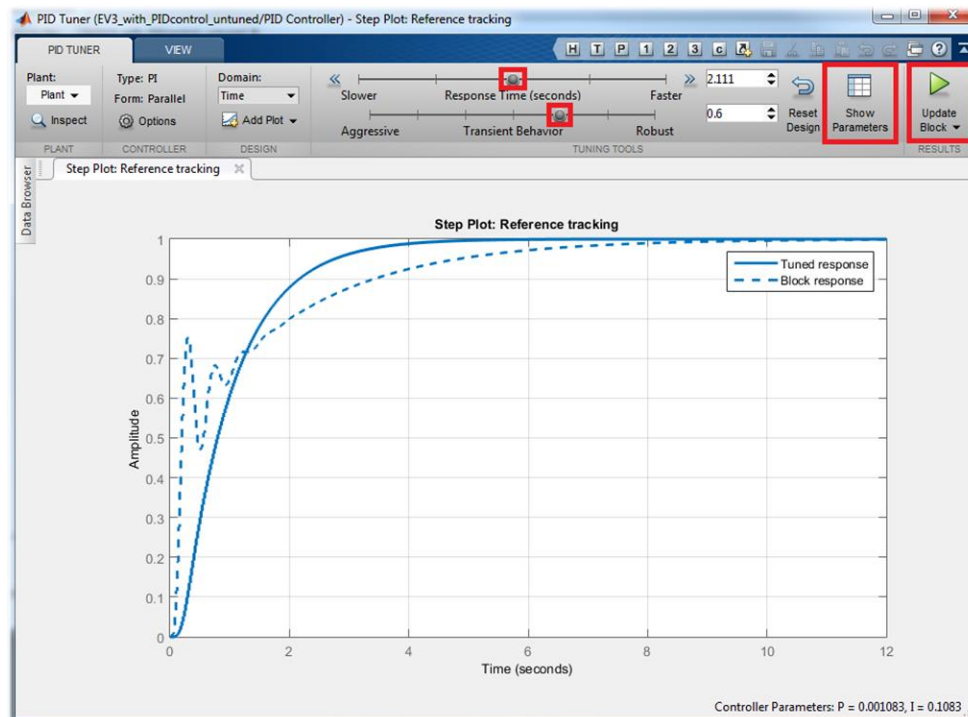 PID Tuner (EV3_with_PIDcontrol_untuned/PID Controller) - Step Plot: Reference tracking
PID TUNER VIEW
H T P 1 2 3 c
Plant:
Plant
Inspect
PLANT
Type: PI
Form: Parallel
Options
CONTROLLER
Domain:
Time
Add Plot
DESIGN
Slower Response Time (seconds) Faster 2.111
Aggressive Transient Behavior Robust 0.6
Reset
Design
Show
Parameters
TUNING TOOLS
Update
Block
RESULTS
Data Browser
Step Plot: Reference tracking
Step Plot: Reference tracking
Tuned response
Block response
Amplitude
1
0.9
0.8
0.7
0.6
0.5
0.4
0.3
0.2
0.1
0
0 2 4 6 8 10 12
Time (seconds)
Controller Parameters: P = 0.001083, I = 0.1083